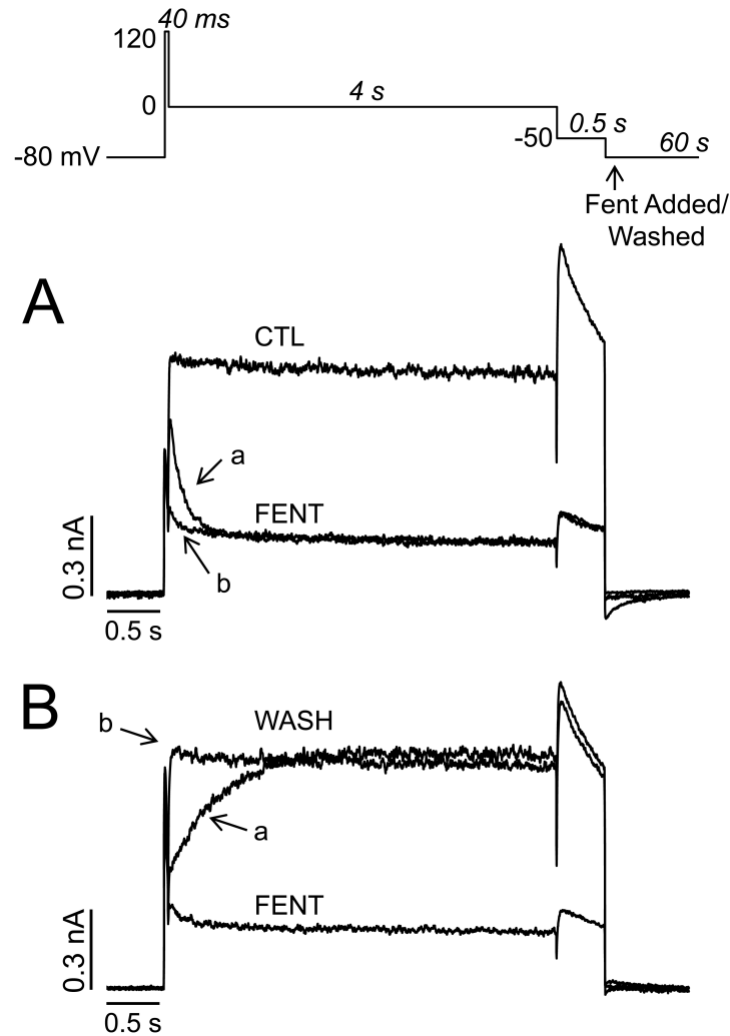 40 ms
120
4 s
0
-50
0.5 s
60 s
-80 mV
Fent Added/
Washed
A
CTL
a
FENT
b
0.3 nA
0.5 s
B
b
WASH
a
FENT
0.3 nA
0.5 s